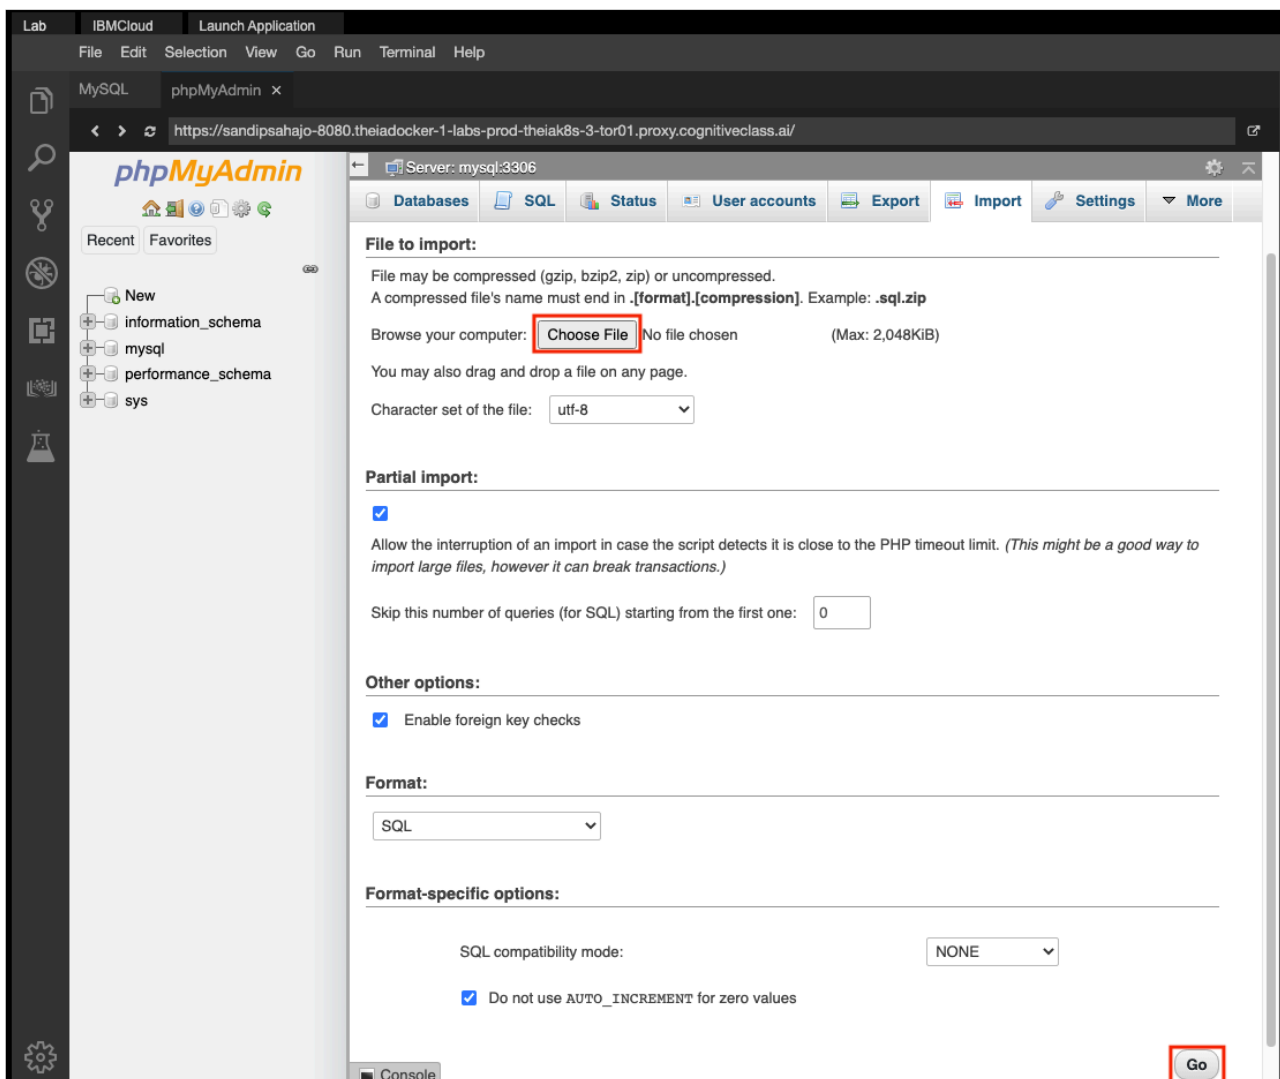 Lab IBMCloud Launch Application
File Edit Selection View Go Run Terminal Help
MySQL phpMyAdmin ×
https://sandipsahajo-8080.theiadocker-1-labs-prod-theiak8s-3-tor01.proxy.cognitiveclass.ai/
phpMyAdmin
Recent Favorites
New
information_schema
mysql
performance_schema
sys
Server: mysql:3306
Databases SQL Status User accounts Export Import Settings More
File to import:
File may be compressed (gzip, bzip2, zip) or uncompressed.
A compressed file's name must end in .[format].[compression]. Example: .sql.zip
Browse your computer: Choose File No file chosen (Max: 2,048KiB)
You may also drag and drop a file on any page.
Character set of the file: utf-8
Partial import:
Allow the interruption of an import in case the script detects it is close to the PHP timeout limit. (This might be a good way to
import large files, however it can break transactions.)
Skip this number of queries (for SQL) starting from the first one: 0
Other options:
Enable foreign key checks
Format:
SQL
Format-specific options:
SQL compatibility mode: NONE
Do not use AUTO_INCREMENT for zero values
Go
Console